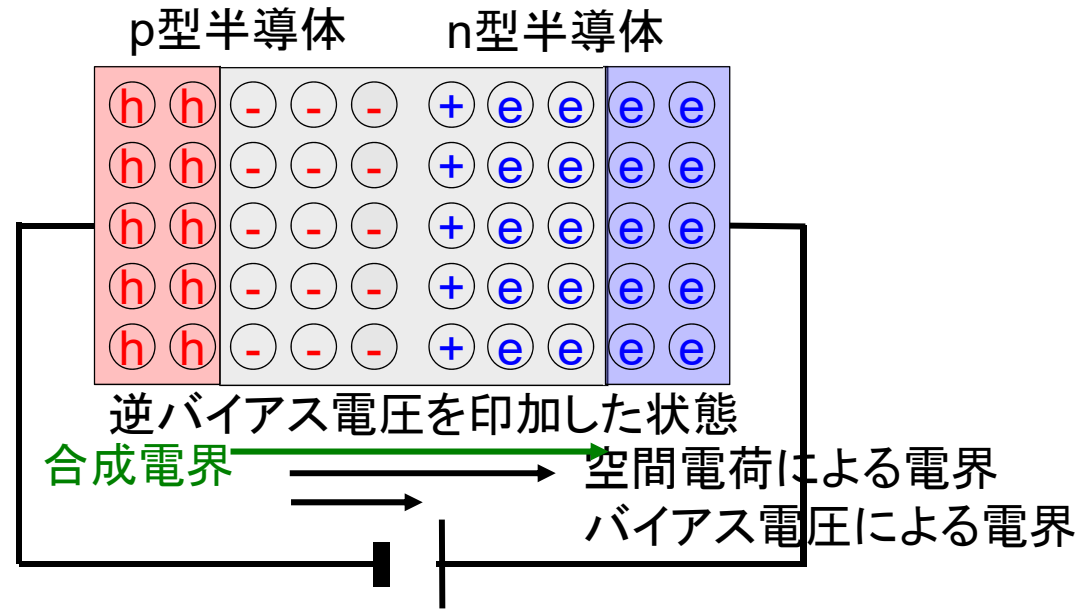 p型半導体 n型半導体
h h - - - + e e e e
h h - - - + e e e e
h h - - - + e e e e
h h - - - + e e e e
h h - - - + e e e e
逆バイアス電圧を印加した状態
合成電界
空間電荷による電界
バイアス電圧による電界